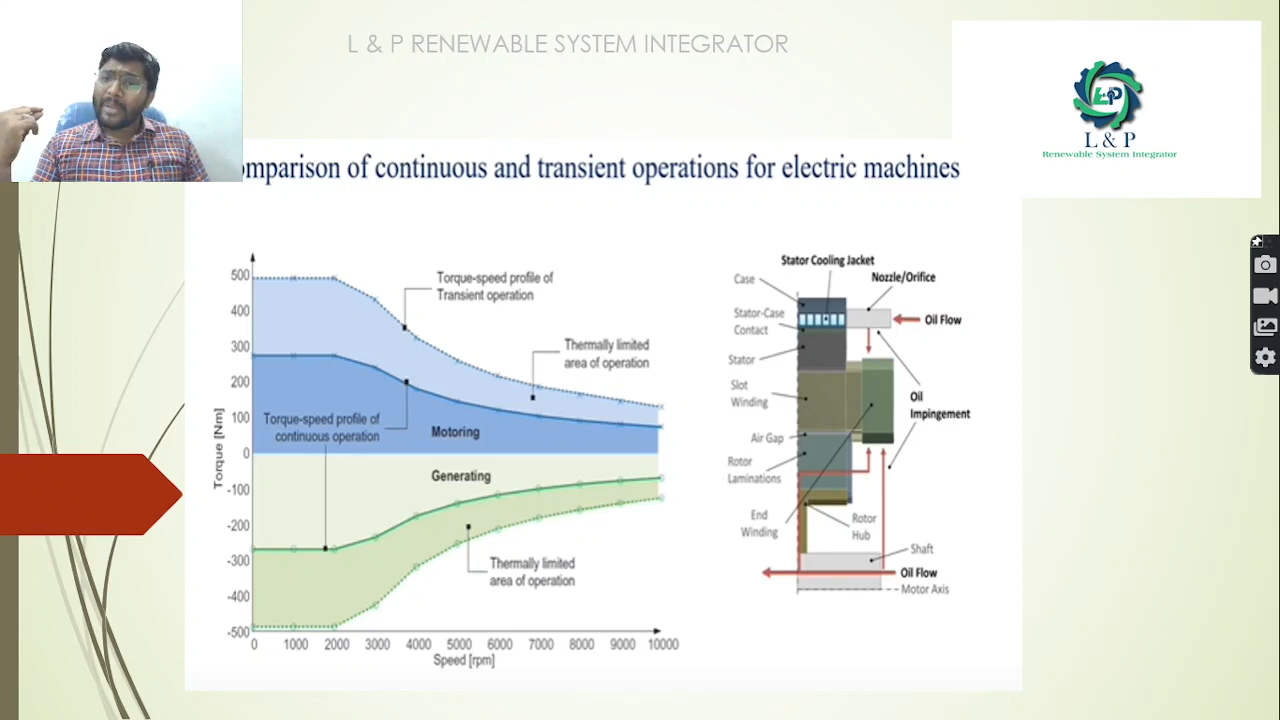 L & P RENEWABLE SYSTEM INTEGRATOR
L & P
Renewable System Integrator
omparison of continuous and transient operations for electric machines
Torque-speed profile of
Transient operation
Thermally limited
area of operation
Torque-speed profile of
continuous operation
Motoring
Generating
Thermally limited
area of operation
Torque [Nm]
500
400
300
200
100
0
-100
-200
-300
-400
-500
0 1000 2000 3000 4000 5000 6000 7000 8000 9000 10000
Speed [rpm]
Stator Cooling Jacket
Case
Nozzle/Orifice
Stator-Case
Contact
Oil Flow
Stator
Slot
Winding
Oil
Impingement
Air Gap
Rotor
Laminations
End
Winding
Rotor
Hub
Shaft
Oil Flow
Motor Axis